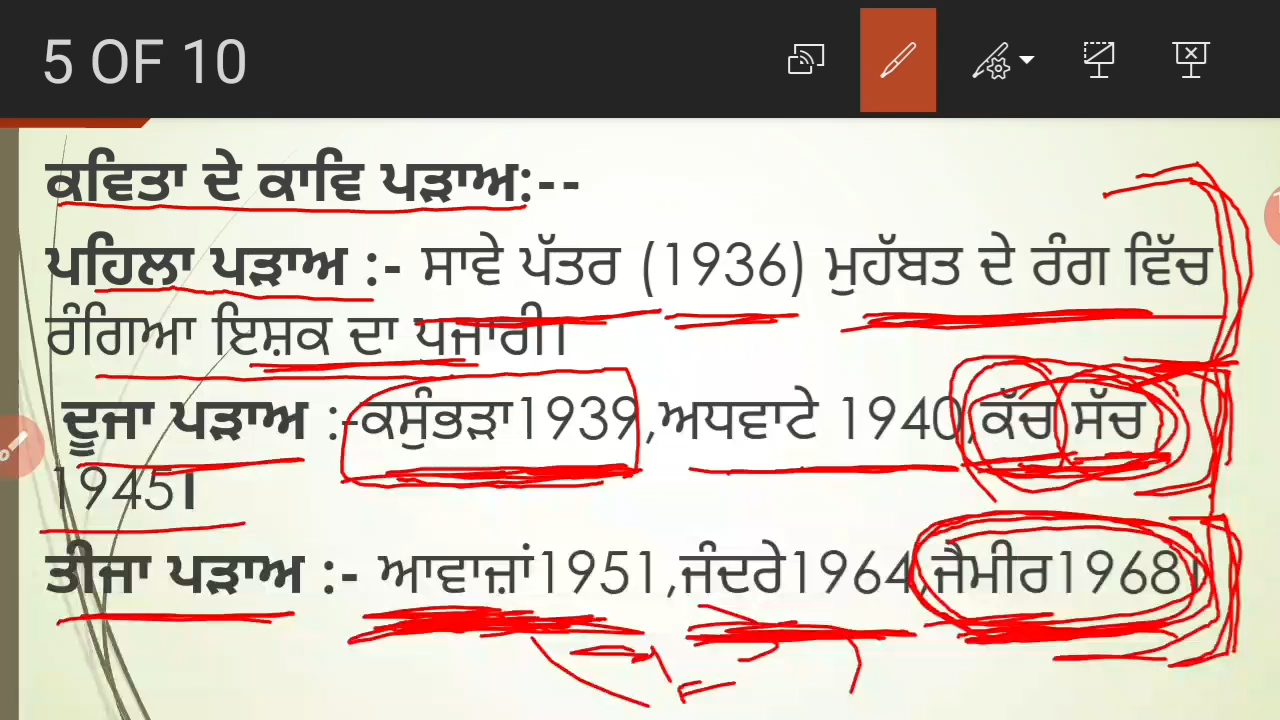 5 OF 10
ਕਵਿਤਾ ਦੇ ਕਾਵਿ ਪੜਾਅ:--
ਪਹਿਲਾ ਪੜਾਅ :- ਸਾਵੇ ਪੱਤਰ (1936) ਮੁਹੱਬਤ ਦੇ ਰੰਗ ਵਿੱਚ
ਰੰਗਿਆ ਇਸ਼ਕ ਦਾ ਪੁਜਾਰੀ।
ਦੂਜਾ ਪੜਾਅ :-ਕਸੁੰਭੜਾ1939,ਅਧਵਾਟੇ 1940,ਕੱਚ ਸੱਚ
1945।
ਤੀਜਾ ਪੜਾਅ :- ਆਵਾਜ਼ਾਂ1951,ਜੰਦਰੇ1964,ਜੈਮੀਰ1968।